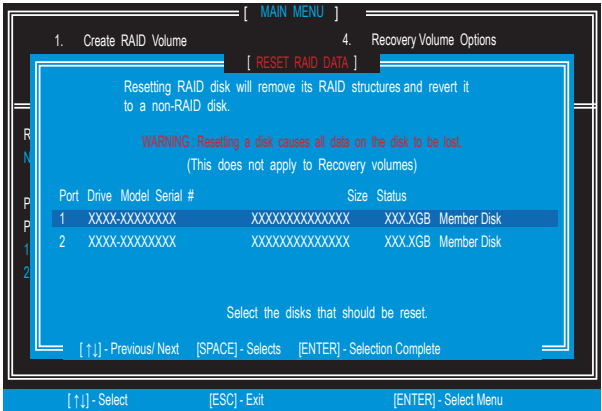 [ MAIN MENU ]
1. Create RAID Volume 4. Recovery Volume Options
[ RESET RAID DATA ]
Resetting RAID disk will remove its RAID structures and revert it
to a non-RAID disk.
WARNING: Resetting a disk causes all data on the disk to be lost.
(This does not apply to Recovery volumes)
R
N
Port Drive Model Serial # Size Status
P
1 XXXX-XXXXXXXX XXXXXXXXXXXXXX XXX.XGB Member Disk
P
2 XXXX-XXXXXXXX XXXXXXXXXXXXXX XXX.XGB Member Disk
1
2
Select the disks that should be reset.
[ ↑↓] - Previous/ Next [SPACE] - Selects [ENTER] - Selection Complete
[ ↑↓] - Select [ESC] - Exit [ENTER] - Select Menu